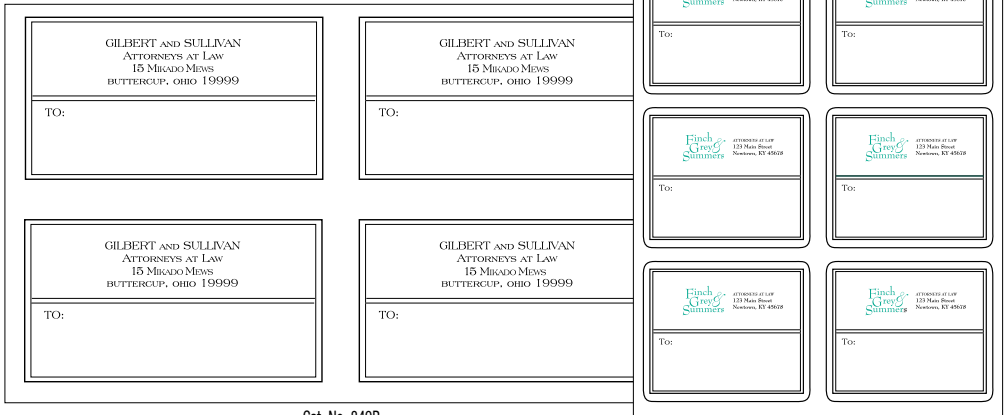 GILBERT AND SULLIVAN
ATTORNEYS AT LAW
15 MIKADO MEWS
BUTTERCUP, OHIO 19999
TO:
GILBERT AND SULLIVAN
ATTORNEYS AT LAW
15 MIKADO MEWS
BUTTERCUP, OHIO 19999
TO:
GILBERT AND SULLIVAN
ATTORNEYS AT LAW
15 MIKADO MEWS
BUTTERCUP, OHIO 19999
TO:
GILBERT AND SULLIVAN
ATTORNEYS AT LAW
15 MIKADO MEWS
BUTTERCUP, OHIO 19999
TO:
Summers
To:
Summers
To:
Finch
Grey &
Summers
ATTORNEYS AT LAW
123 Main Street
Newtown, KY 45678
To:
Finch
Grey &
Summers
ATTORNEYS AT LAW
123 Main Street
Newtown, KY 45678
To:
Finch
Grey &
Summers
ATTORNEYS AT LAW
123 Main Street
Newtown, KY 45678
To:
Finch
Grey &
Summers
ATTORNEYS AT LAW
123 Main Street
Newtown, KY 45678
To: